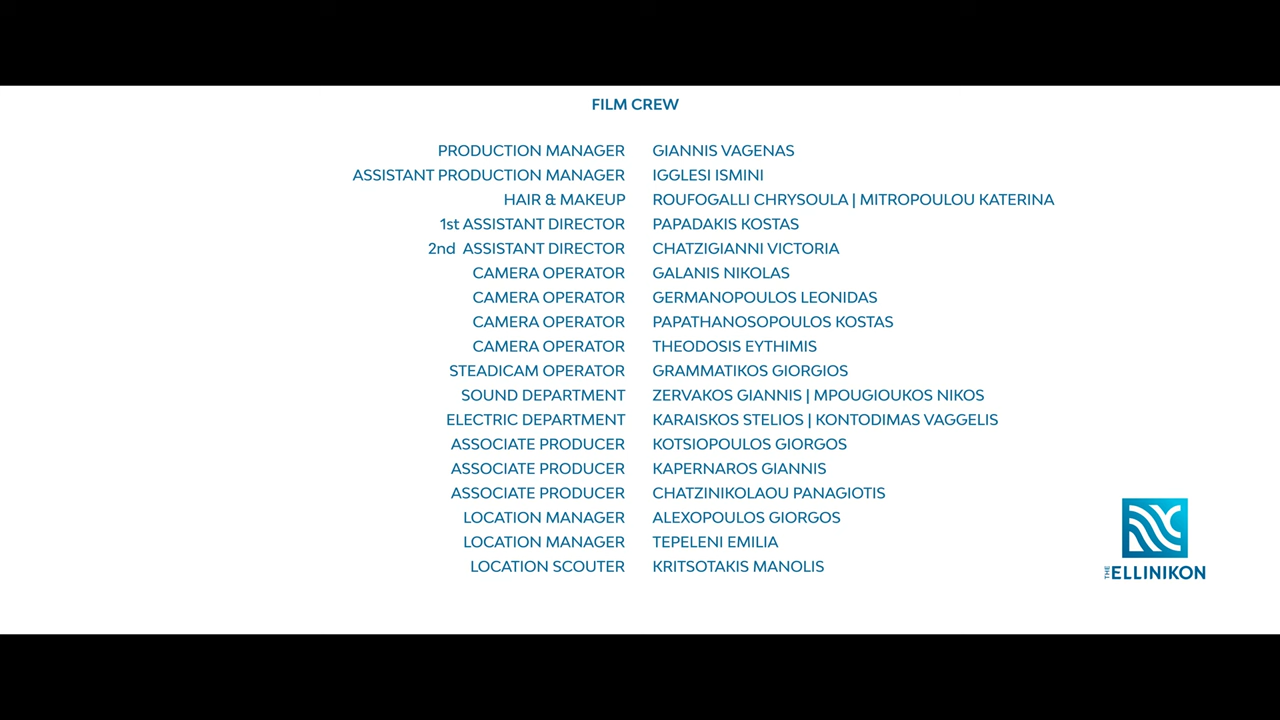 FILM CREW
PRODUCTION MANAGER GIANNIS VAGENAS
ASSISTANT PRODUCTION MANAGER IGGLESI ISMINI
HAIR & MAKEUP ROUFOGALLI CHRYSOULA | MITROPOULOU KATERINA
1st ASSISTANT DIRECTOR PAPADAKIS KOSTAS
2nd ASSISTANT DIRECTOR CHATZIGIANNI VICTORIA
CAMERA OPERATOR GALANIS NIKOLAS
CAMERA OPERATOR GERMANOPOULOS LEONIDAS
CAMERA OPERATOR PAPATHANOSOPOULOS KOSTAS
CAMERA OPERATOR THEODOSIS EYTHIMIS
STEADICAM OPERATOR GRAMMATIKOS GIORGIOS
SOUND DEPARTMENT ZERVAKOS GIANNIS | MPOUGIOUKOS NIKOS
ELECTRIC DEPARTMENT KARAISKOS STELIOS | KONTODIMAS VAGGELIS
ASSOCIATE PRODUCER KOTSIOPOULOS GIORGOS
ASSOCIATE PRODUCER KAPERNAROS GIANNIS
ASSOCIATE PRODUCER CHATZINIKOLAOU PANAGIOTIS
LOCATION MANAGER ALEXOPOULOS GIORGOS
LOCATION MANAGER TEPELENI EMILIA
LOCATION SCOUTER KRITSOTAKIS MANOLIS
THE ELLINIKON